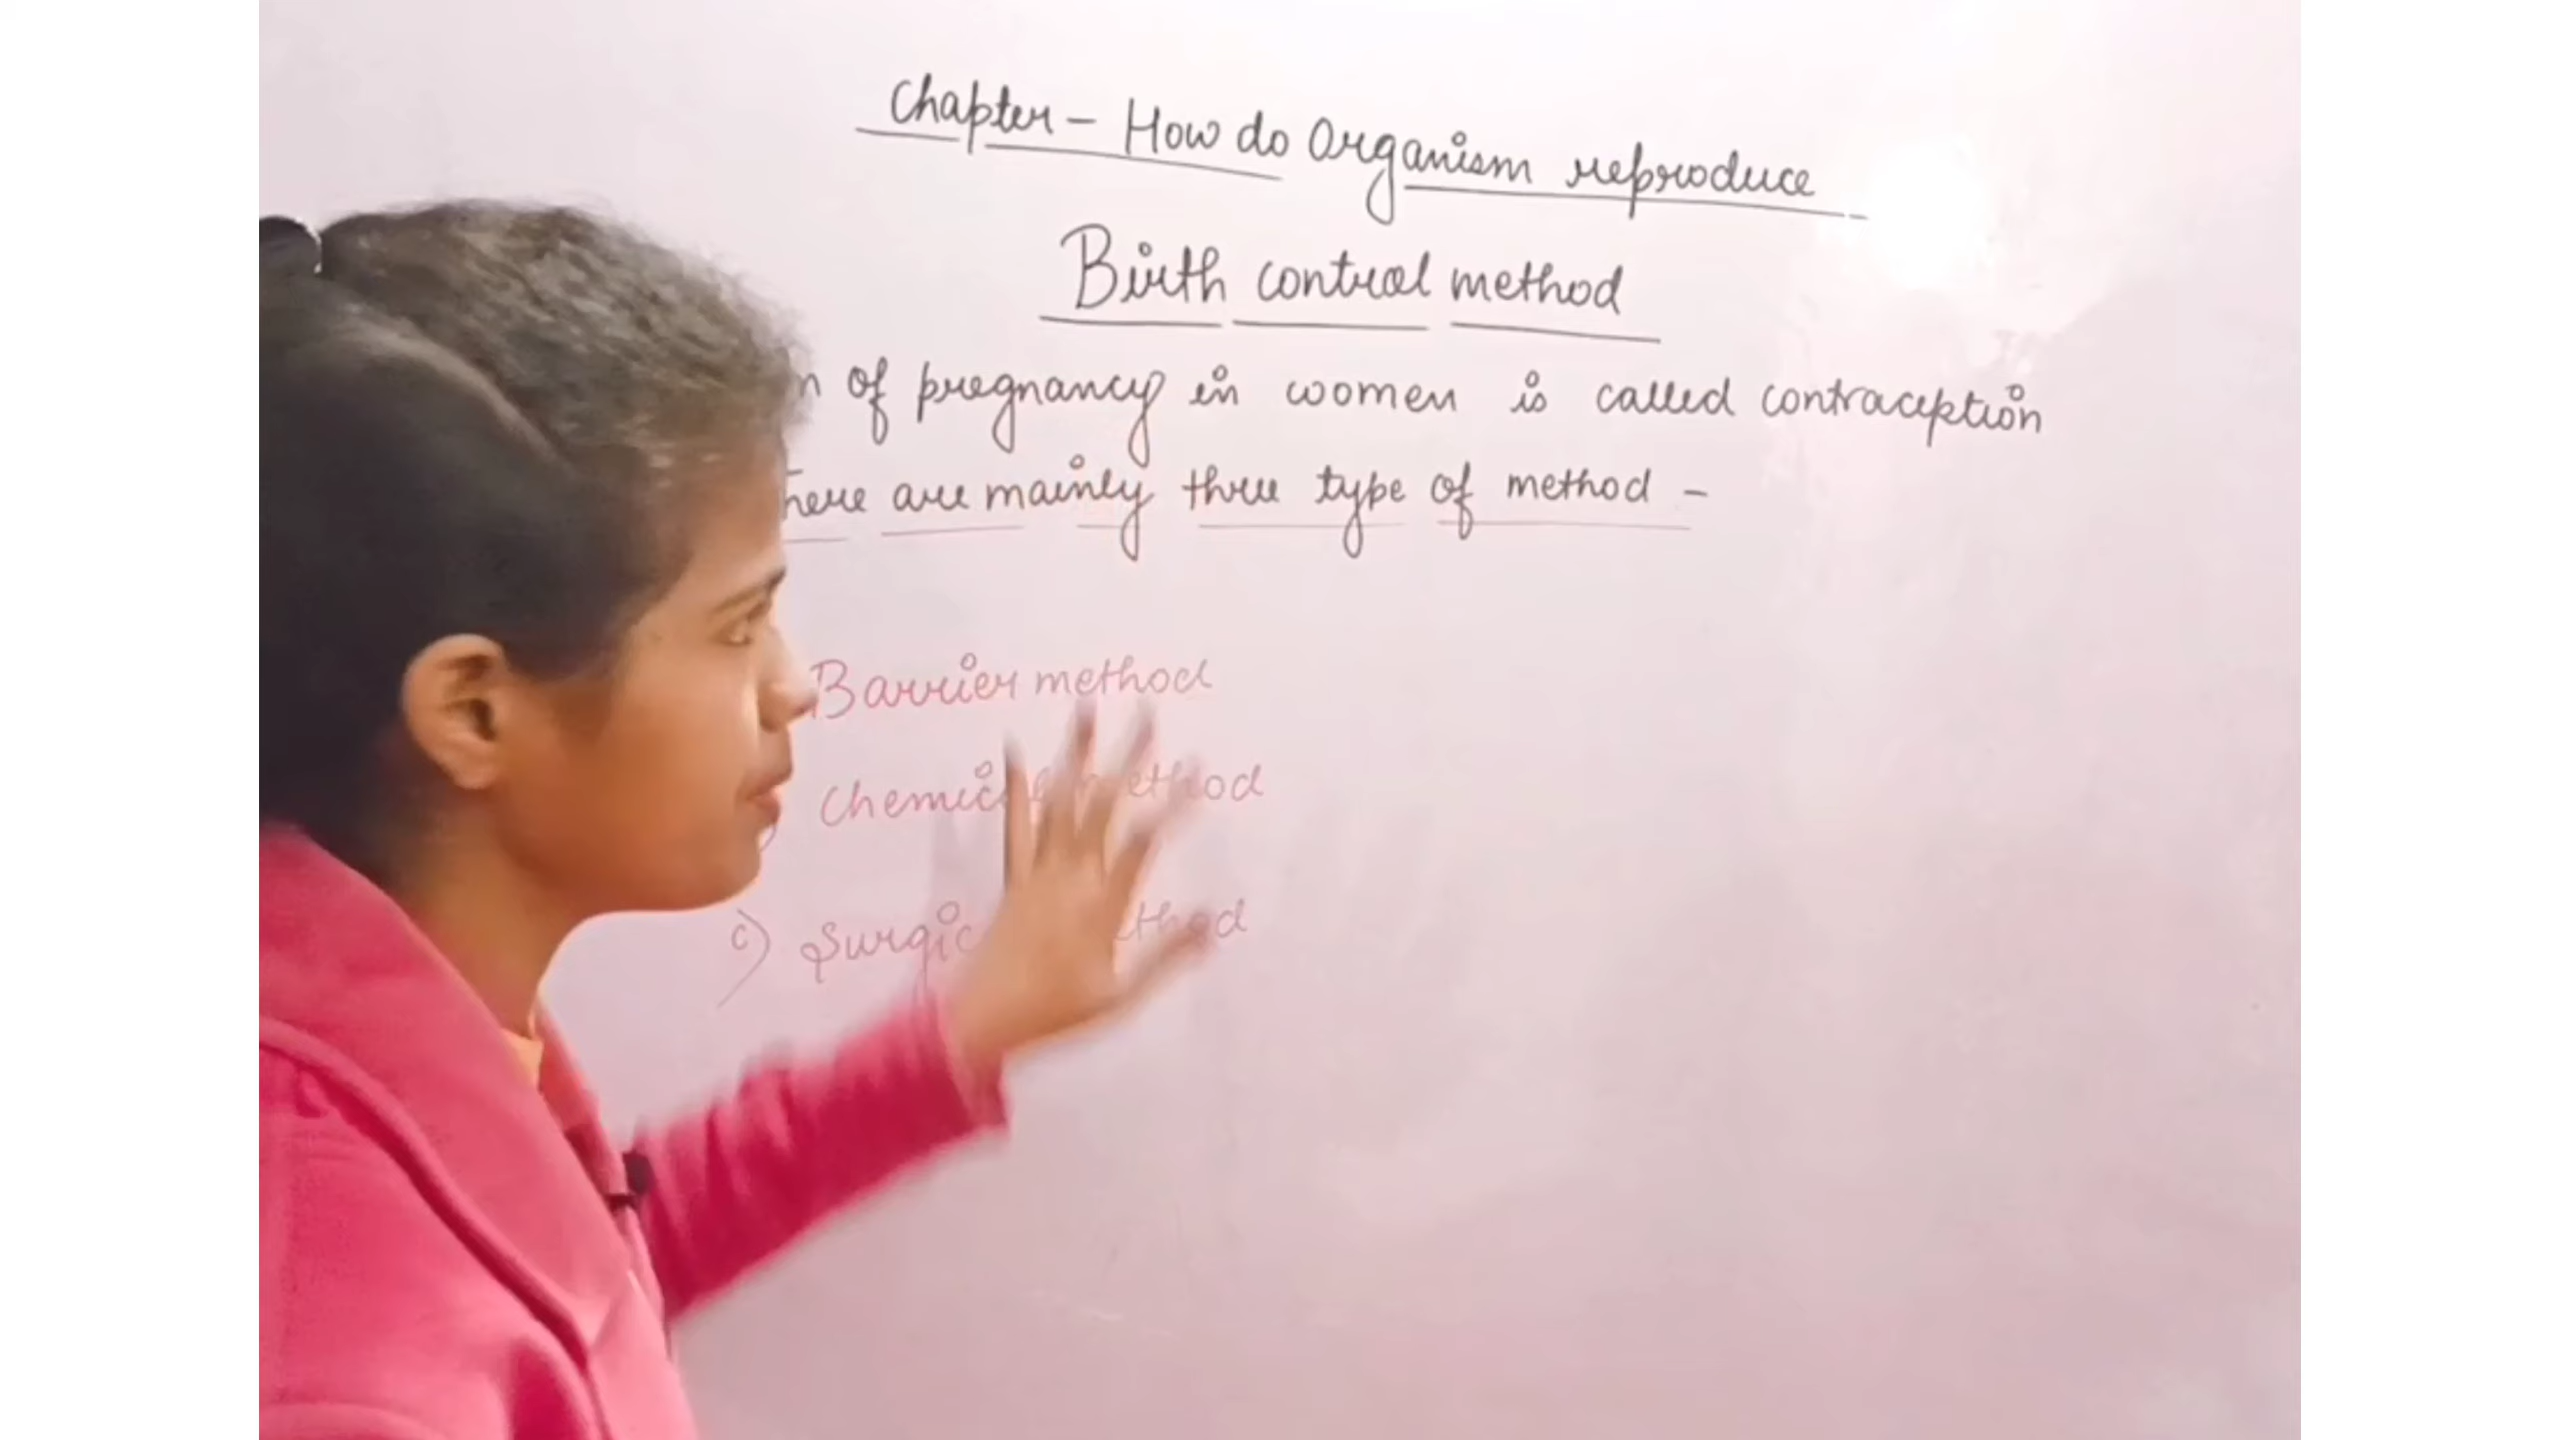 Chapter - How do Organism reproduce
Birth control method
of pregnancy in women is called contraception
are mainly three type of method -
Barrier method
c)